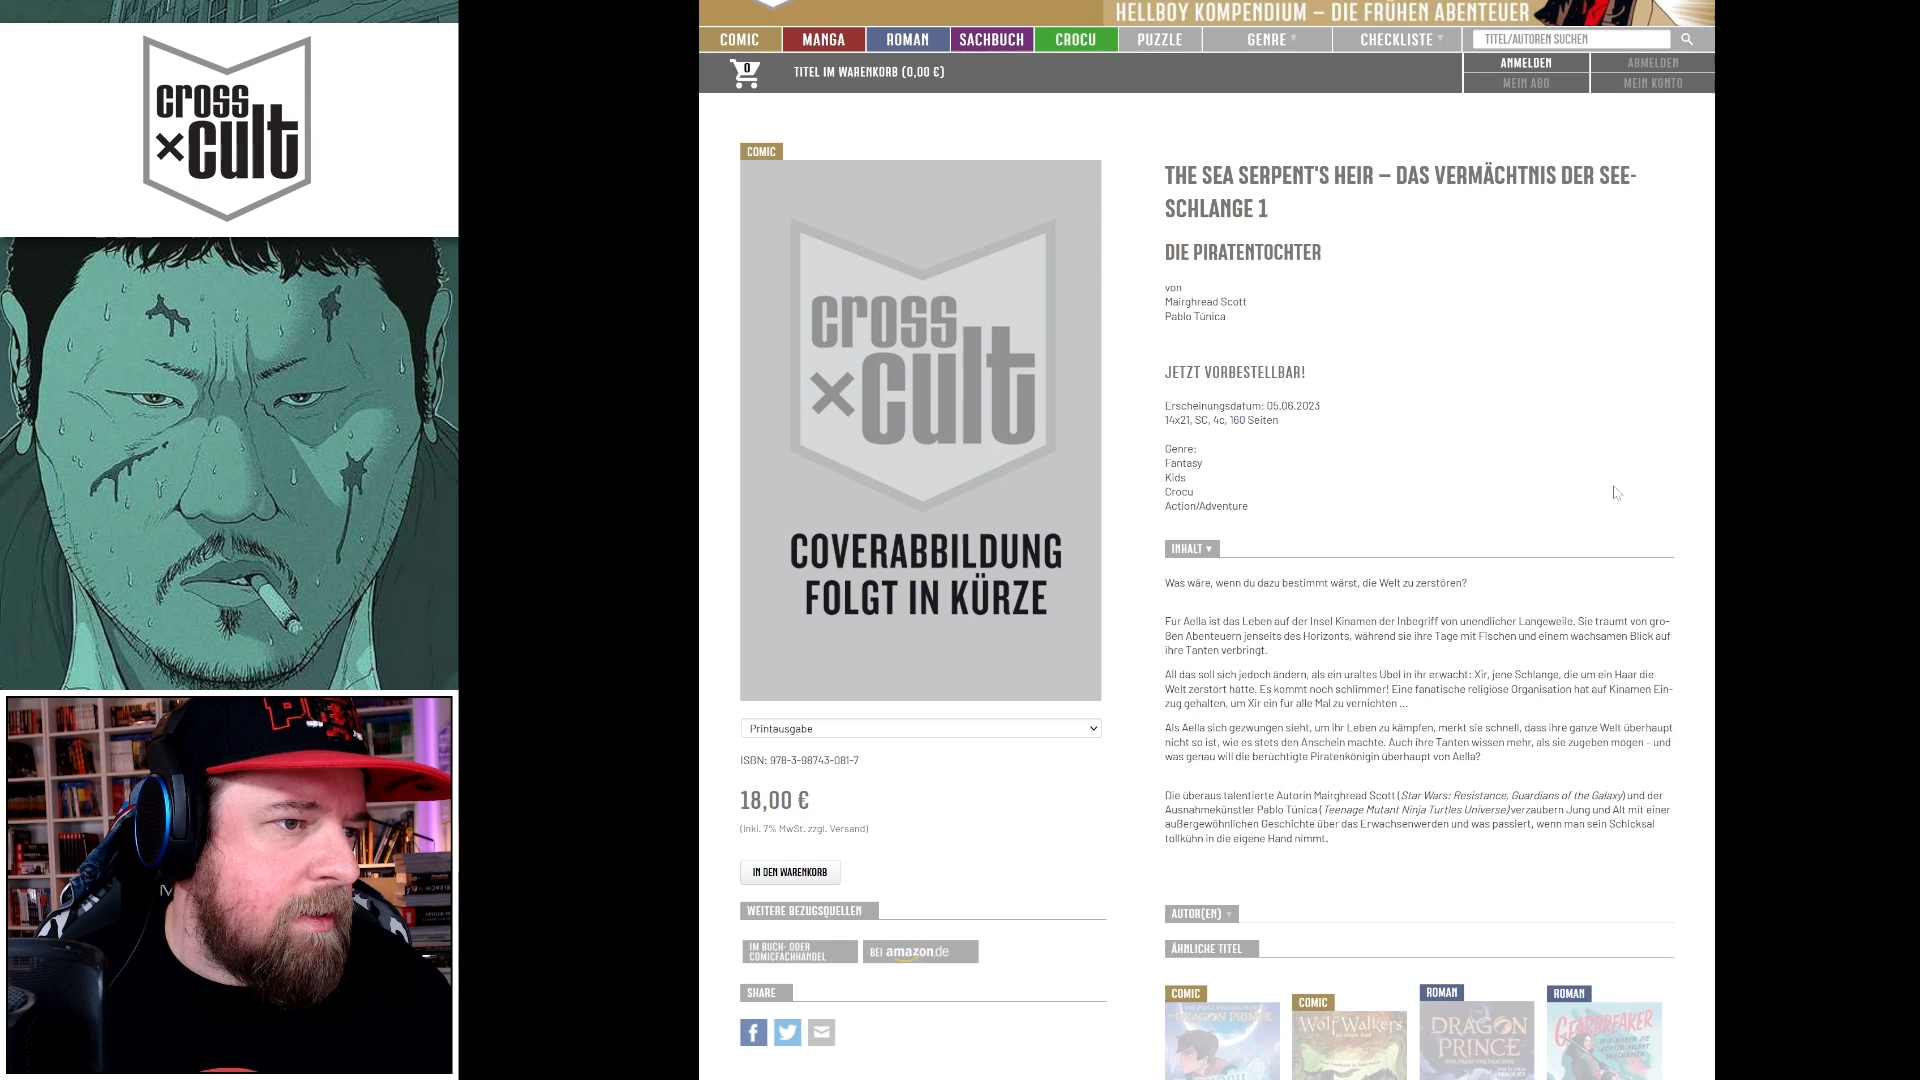 cross
×cult
HELLBOY KOMPENDIUM – DIE FRÜHEN ABENTEUER
COMIC
MANGA
ROMAN
SACHBUCH
CROCU
PUZZLE
GENRE
CHECKLISTE
TITEL/AUTOREN SUCHEN
0
TITEL IM WARENKORB (0,00 €)
ANMELDEN
ABMELDEN
MEIN ABO
MEIN KONTO
COMIC
cross
×cult
COVERABBILDUNG
FOLGT IN KÜRZE
Printausgabe
ISBN: 978-3-98743-081-7
18,00 €
(inkl. 7% MwSt. zzgl. Versand)
IN DEN WARENKORB
WEITERE BEZUGSQUELLEN
IM BUCH- ODER
COMICFACHHANDEL
BEI amazon.de
SHARE
THE SEA SERPENT'S HEIR – DAS VERMÄCHTNIS DER SEE-
SCHLANGE 1
DIE PIRATENTOCHTER
von
Mairghread Scott
Pablo Túnica
JETZT VORBESTELLBAR!
Erscheinungsdatum: 05.06.2023
14x21, SC, 4c, 160 Seiten
Genre:
Fantasy
Kids
Crocu
Action/Adventure
INHALT
Was wäre, wenn du dazu bestimmt wärst, die Welt zu zerstören?
Für Aella ist das Leben auf der Insel Kinamen der Inbegriff von unendlicher Langeweile. Sie träumt von gro-
ßen Abenteuern jenseits des Horizonts, während sie ihre Tage mit Fischen und einem wachsamen Blick auf
ihre Tanten verbringt.
All das soll sich jedoch ändern, als ein uraltes Übel in ihr erwacht: Xir, jene Schlange, die um ein Haar die
Welt zerstört hätte. Es kommt noch schlimmer! Eine fanatische religiöse Organisation hat auf Kinamen Ein-
zug gehalten, um Xir ein für alle Mal zu vernichten ...
Als Aella sich gezwungen sieht, um ihr Leben zu kämpfen, merkt sie schnell, dass ihre ganze Welt überhaupt
nicht so ist, wie es stets den Anschein machte. Auch ihre Tanten wissen mehr, als sie zugeben mögen – und
was genau will die berüchtigte Piratenkönigin überhaupt von Aella?
Die überaus talentierte Autorin Mairghread Scott (Star Wars: Resistance, Guardians of the Galaxy) und der
Ausnahmekünstler Pablo Túnica (Teenage Mutant Ninja Turtles Universe) verzaubern Jung und Alt mit einer
außergewöhnlichen Geschichte über das Erwachsenwerden und was passiert, wenn man sein Schicksal
tollkühn in die eigene Hand nimmt.
AUTOR(EN)
ÄHNLICHE TITEL
COMIC
DRAGON PRINCE
COMIC
WolfWalkers
ROMAN
DRAGON
PRINCE
ROMAN
GEARBREAKER